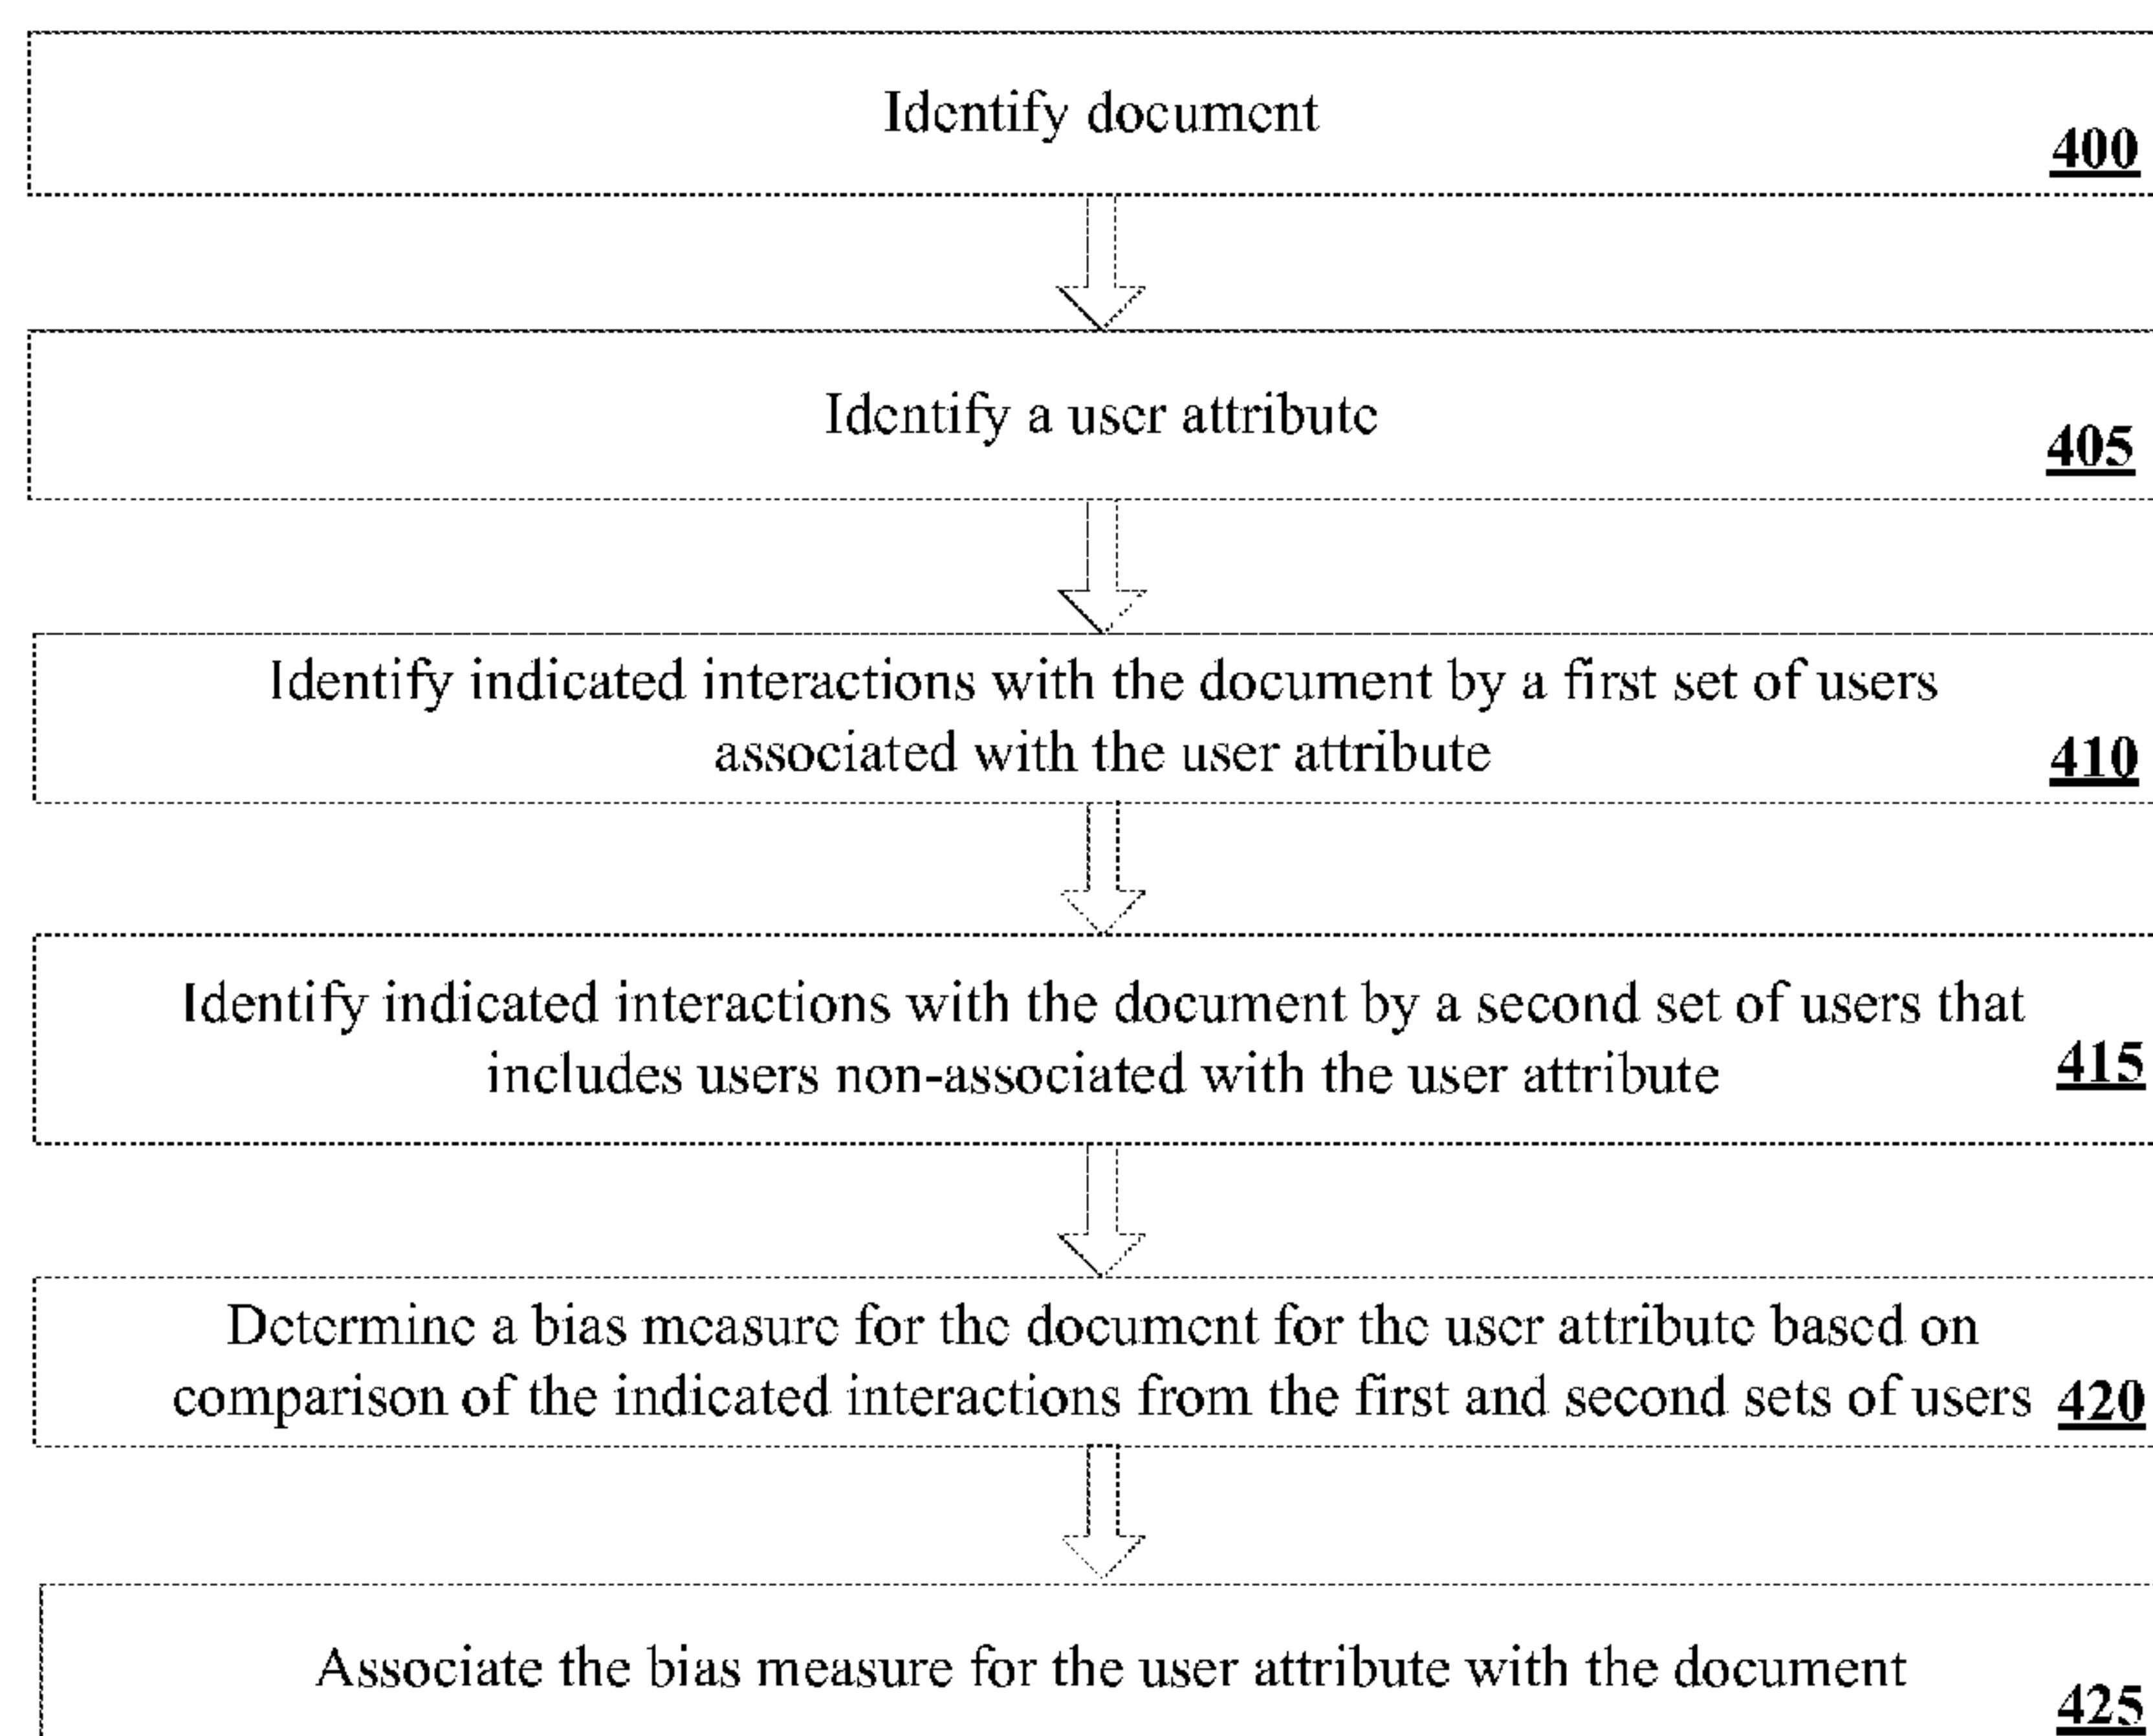 Identify document
400
Identify a user attribute
405
Identify indicated interactions with the document by a first set of users
associated with the user attribute
410
Identify indicated interactions with the document by a second set of users that
includes users non-associated with the user attribute
415
Determine a bias measure for the document for the user attribute based on
comparison of the indicated interactions from the first and second sets of users
420
Associate the bias measure for the user attribute with the document
425